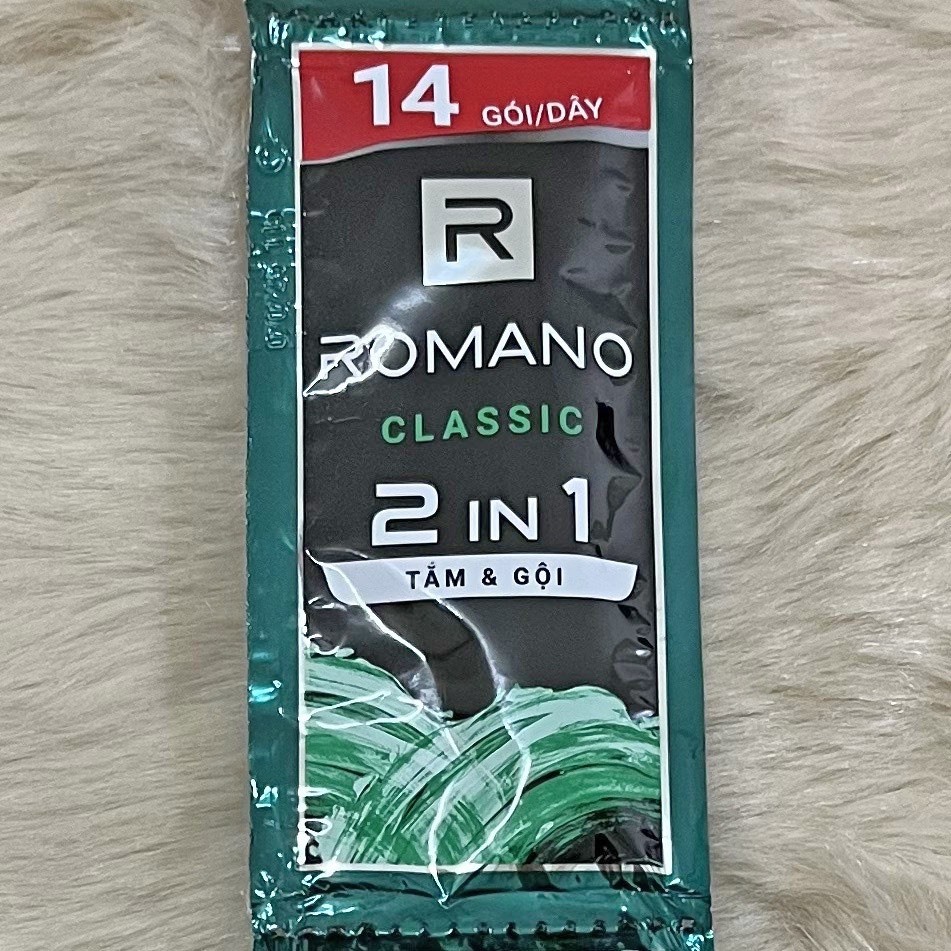 14 GÓI/DÂY
R
ROMANO
CLASSIC
2 IN 1
TẮM & GỘI